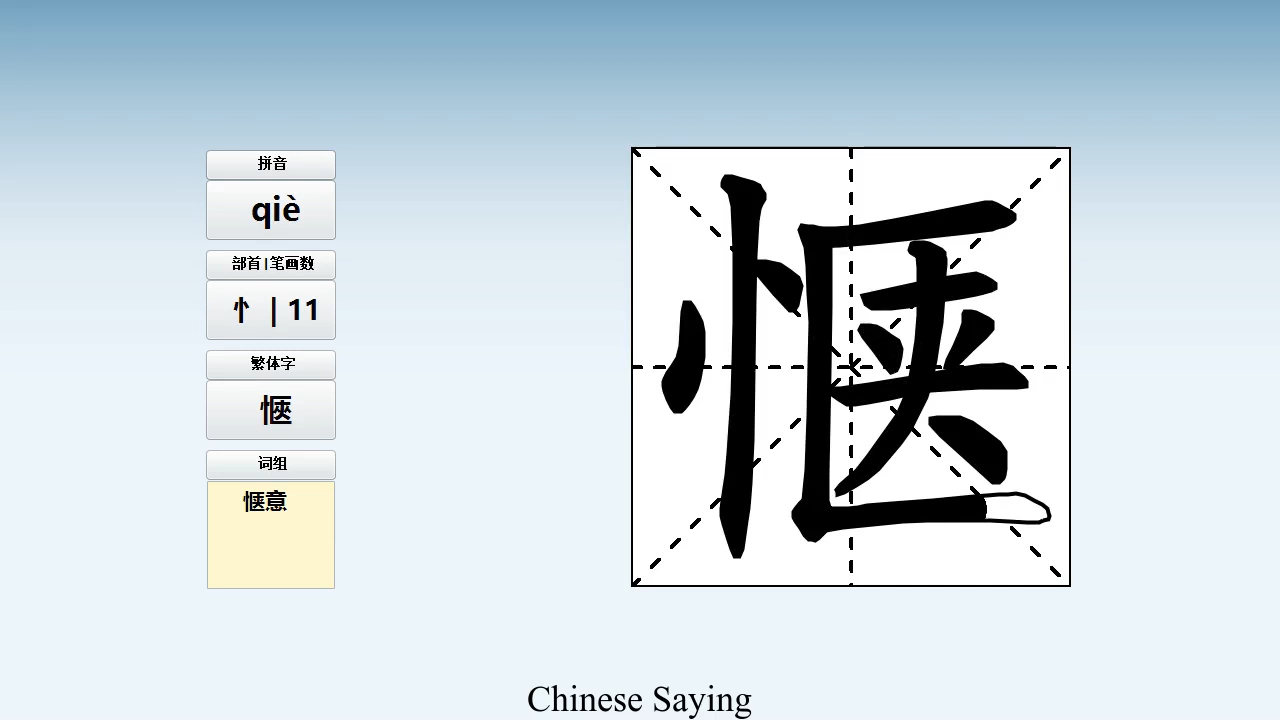 拼音
qiè
部首|笔画数
忄 | 11
繁体字
愜
词组
惬意
惬
Chinese Saying